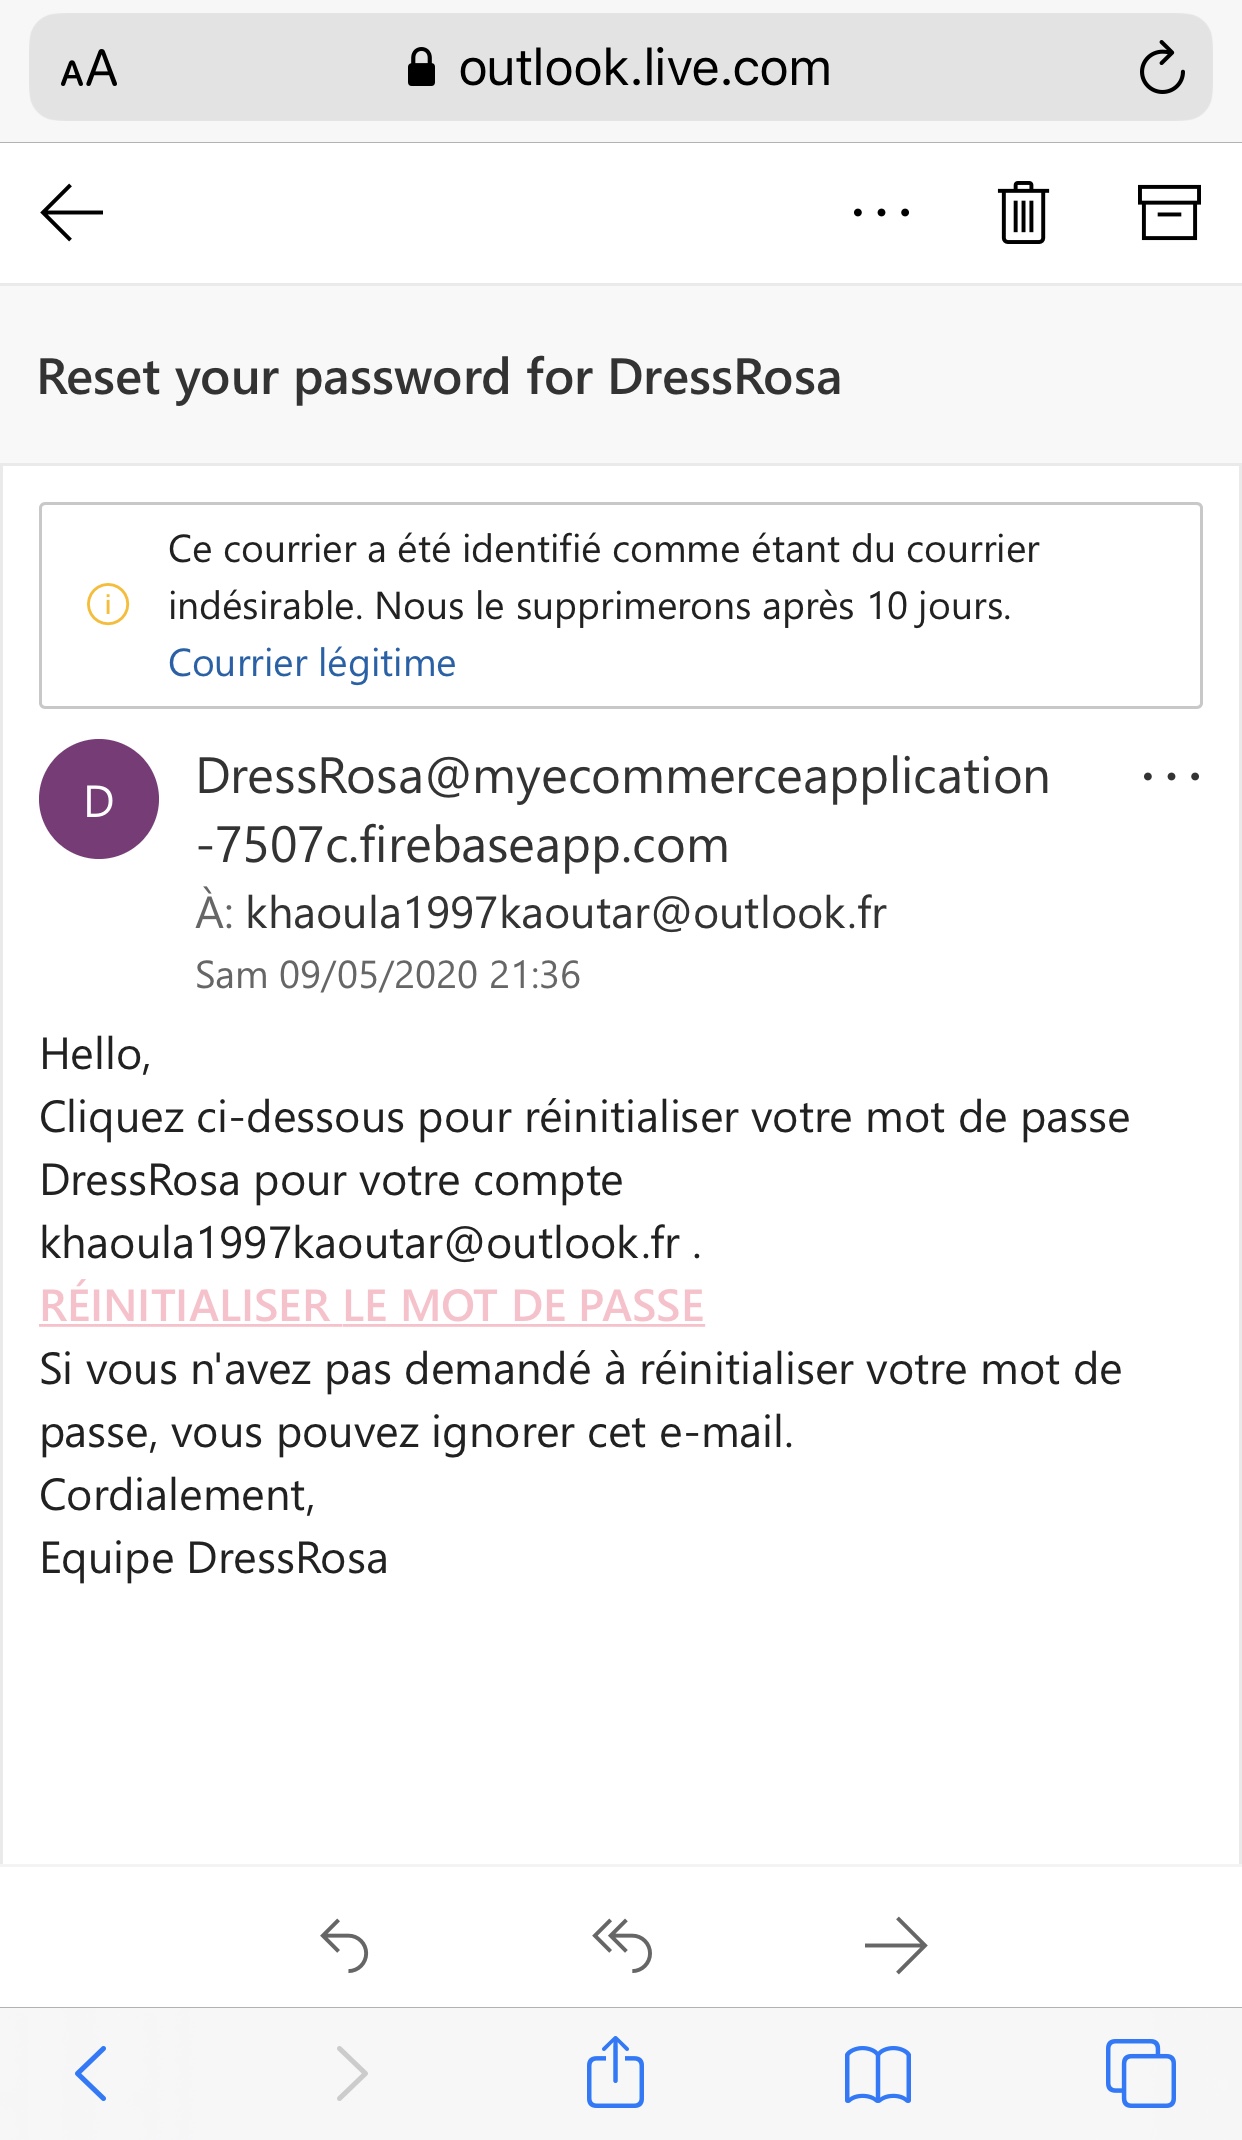 AA
outlook.live.com
Reset your password for DressRosa
Ce courrier a été identifié comme étant du courrier
indésirable. Nous le supprimerons après 10 jours.
Courrier légitime
D
DressRosa@myecommerceapplication
-7507c.firebaseapp.com
À: khaoula1997kaoutar@outlook.fr
Sam 09/05/2020 21:36
Hello,
Cliquez ci-dessous pour réinitialiser votre mot de passe
DressRosa pour votre compte
khaoula1997kaoutar@outlook.fr .
RÉINITIALISER LE MOT DE PASSE
Si vous n'avez pas demandé à réinitialiser votre mot de
passe, vous pouvez ignorer cet e-mail.
Cordialement,
Equipe DressRosa